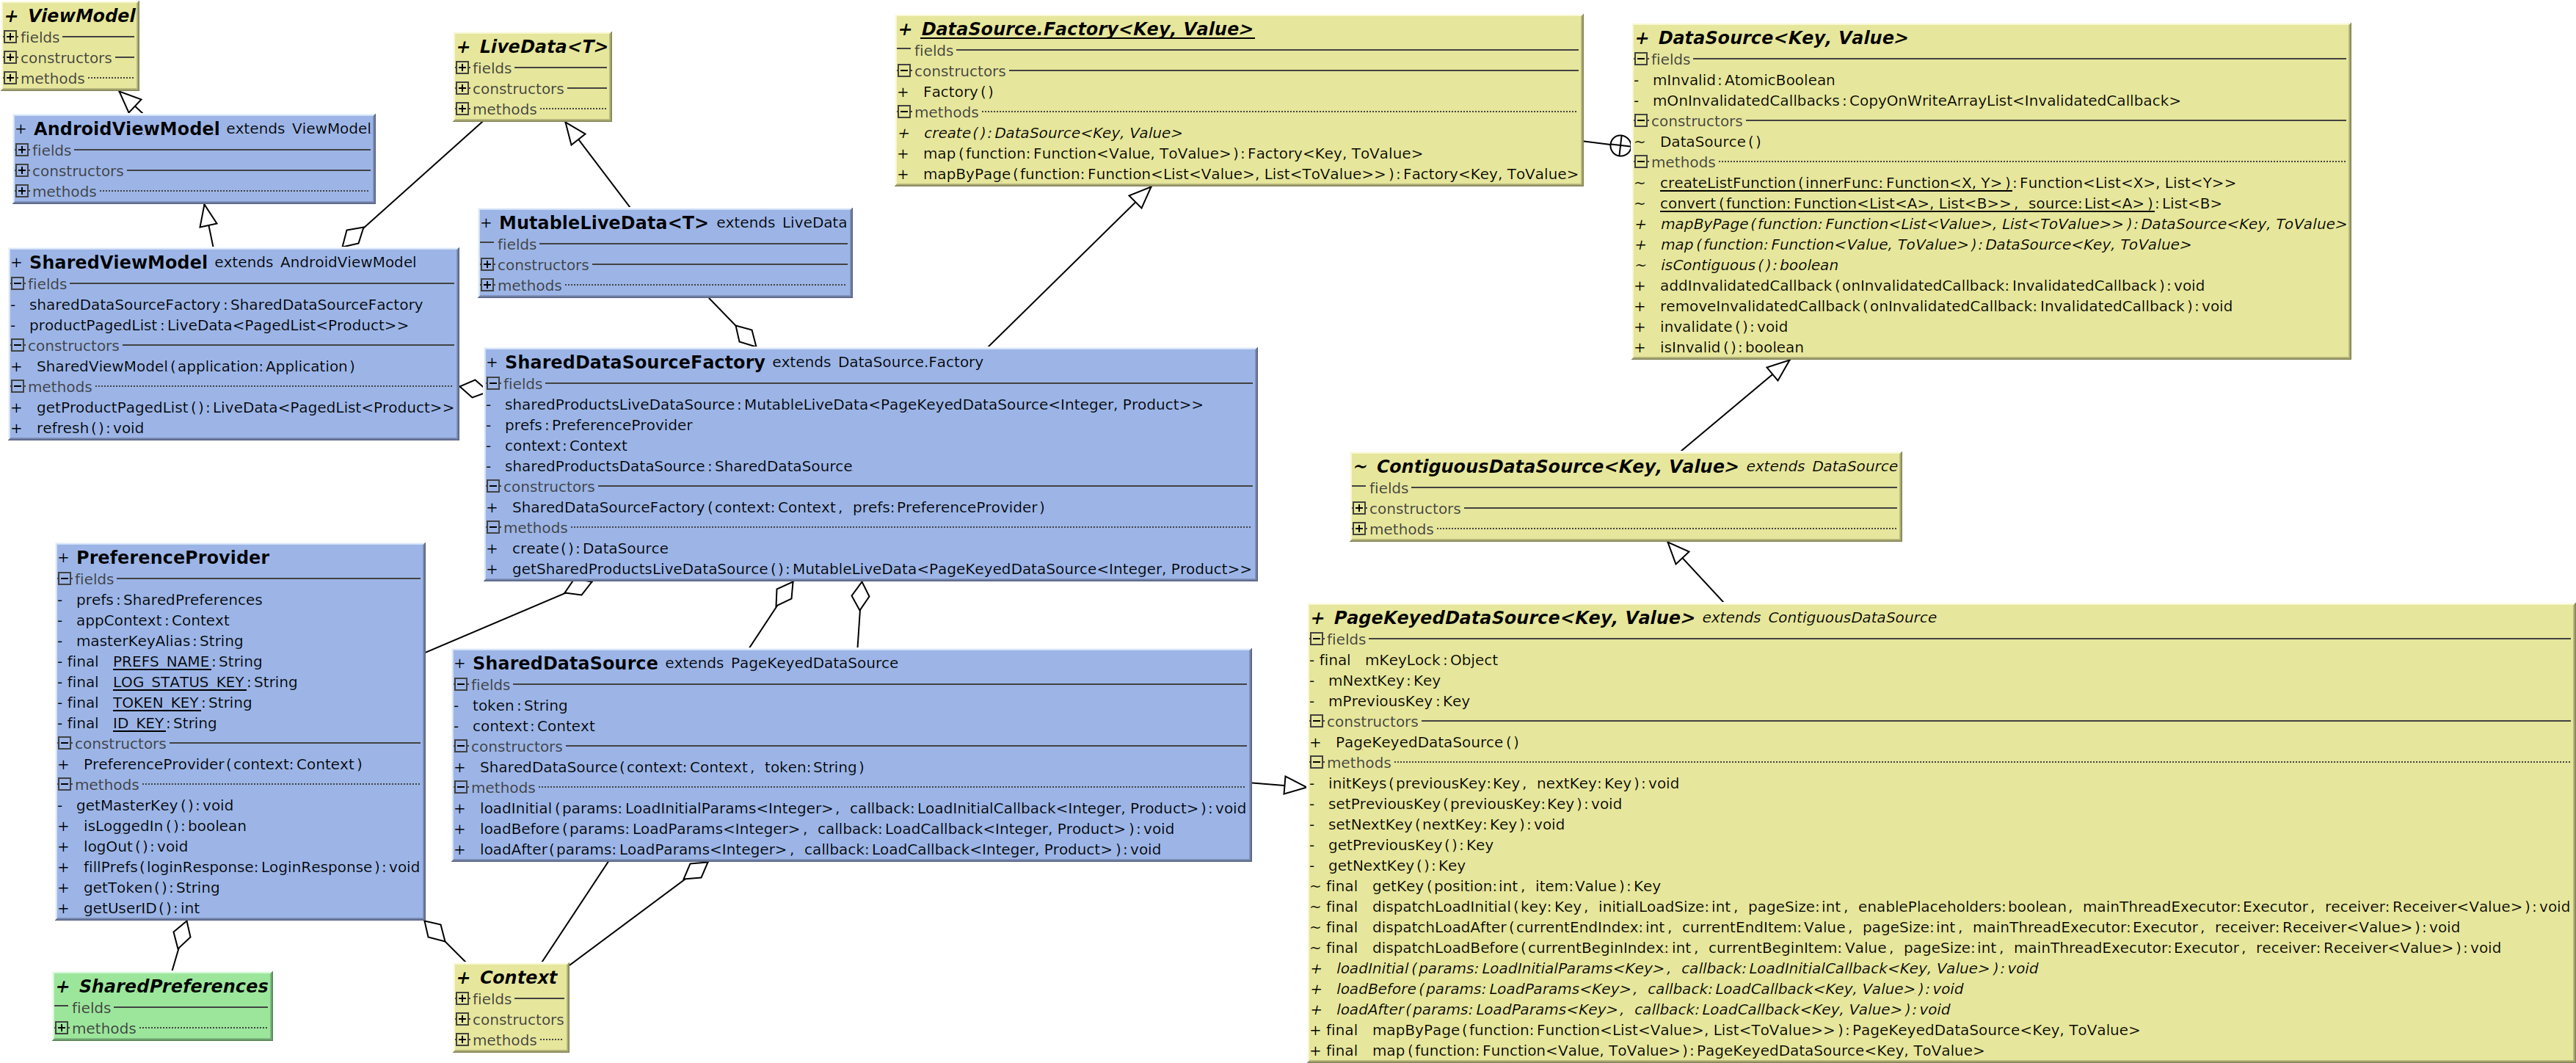 + ViewModel
fields
constructors
methods
+ AndroidViewModel extends ViewModel
fields
constructors
methods
+ SharedViewModel extends AndroidViewModel
fields
- sharedDataSourceFactory:SharedDataSourceFactory
- productPagedList:LiveData<PagedList<Product>>
constructors
+ SharedViewModel(application:Application)
methods
+ getProductPagedList():LiveData<PagedList<Product>>
+ refresh():void
+ LiveData<T>
fields
constructors
methods
+ MutableLiveData<T> extends LiveData
fields
constructors
methods
+ DataSource.Factory<Key, Value>
fields
constructors
+ Factory()
methods
+ create():DataSource<Key, Value>
+ map(function:Function<Value, ToValue>):Factory<Key, ToValue>
+ mapByPage(function:Function<List<Value>, List<ToValue>>):Factory<Key, ToValue>
+ DataSource<Key, Value>
fields
- mInvalid:AtomicBoolean
- mOnInvalidatedCallbacks:CopyOnWriteArrayList<InvalidatedCallback>
constructors
~ DataSource()
methods
~ createListFunction(innerFunc:Function<X, Y>):Function<List<X>, List<Y>>
~ convert(function:Function<List<A>, List<B>>, source:List<A>):List<B>
+ mapByPage(function:Function<List<Value>, List<ToValue>>):DataSource<Key, ToValue>
+ map(function:Function<Value, ToValue>):DataSource<Key, ToValue>
~ isContiguous():boolean
+ addInvalidatedCallback(onInvalidatedCallback:InvalidatedCallback):void
+ removeInvalidatedCallback(onInvalidatedCallback:InvalidatedCallback):void
+ invalidate():void
+ isInvalid():boolean
+ SharedDataSourceFactory extends DataSource.Factory
fields
- sharedProductsLiveDataSource:MutableLiveData<PageKeyedDataSource<Integer, Product>>
- prefs:PreferenceProvider
- context:Context
- sharedProductsDataSource:SharedDataSource
constructors
+ SharedDataSourceFactory(context:Context, prefs:PreferenceProvider)
methods
+ create():DataSource
+ getSharedProductsLiveDataSource():MutableLiveData<PageKeyedDataSource<Integer, Product>>
~ ContiguousDataSource<Key, Value> extends DataSource
fields
constructors
methods
+ PreferenceProvider
fields
- prefs:SharedPreferences
- appContext:Context
- masterKeyAlias:String
- final PREFS_NAME:String
- final LOG_STATUS_KEY:String
- final TOKEN_KEY:String
- final ID_KEY:String
constructors
+ PreferenceProvider(context:Context)
methods
- getMasterKey():void
+ isLoggedIn():boolean
+ logOut():void
+ fillPrefs(loginResponse:LoginResponse):void
+ getToken():String
+ getUserID():int
+ SharedDataSource extends PageKeyedDataSource
fields
- token:String
- context:Context
constructors
+ SharedDataSource(context:Context, token:String)
methods
+ loadInitial(params:LoadInitialParams<Integer>, callback:LoadInitialCallback<Integer, Product>):void
+ loadBefore(params:LoadParams<Integer>, callback:LoadCallback<Integer, Product>):void
+ loadAfter(params:LoadParams<Integer>, callback:LoadCallback<Integer, Product>):void
+ PageKeyedDataSource<Key, Value> extends ContiguousDataSource
fields
- final mKeyLock:Object
- mNextKey:Key
- mPreviousKey:Key
constructors
+ PageKeyedDataSource()
methods
- initKeys(previousKey:Key, nextKey:Key):void
- setPreviousKey(previousKey:Key):void
- setNextKey(nextKey:Key):void
- getPreviousKey():Key
- getNextKey():Key
~ final getKey(position:int, item:Value):Key
~ final dispatchLoadInitial(key:Key, initialLoadSize:int, pageSize:int, enablePlaceholders:boolean, mainThreadExecutor:Executor, receiver:Receiver<Value>):void
~ final dispatchLoadAfter(currentEndIndex:int, currentEndItem:Value, pageSize:int, mainThreadExecutor:Executor, receiver:Receiver<Value>):void
~ final dispatchLoadBefore(currentBeginIndex:int, currentBeginItem:Value, pageSize:int, mainThreadExecutor:Executor, receiver:Receiver<Value>):void
+ loadInitial(params:LoadInitialParams<Key>, callback:LoadInitialCallback<Key, Value>):void
+ loadBefore(params:LoadParams<Key>, callback:LoadCallback<Key, Value>):void
+ loadAfter(params:LoadParams<Key>, callback:LoadCallback<Key, Value>):void
+ final mapByPage(function:Function<List<Value>, List<ToValue>>):PageKeyedDataSource<Key, ToValue>
+ final map(function:Function<Value, ToValue>):PageKeyedDataSource<Key, ToValue>
+ SharedPreferences
fields
methods
+ Context
fields
constructors
methods